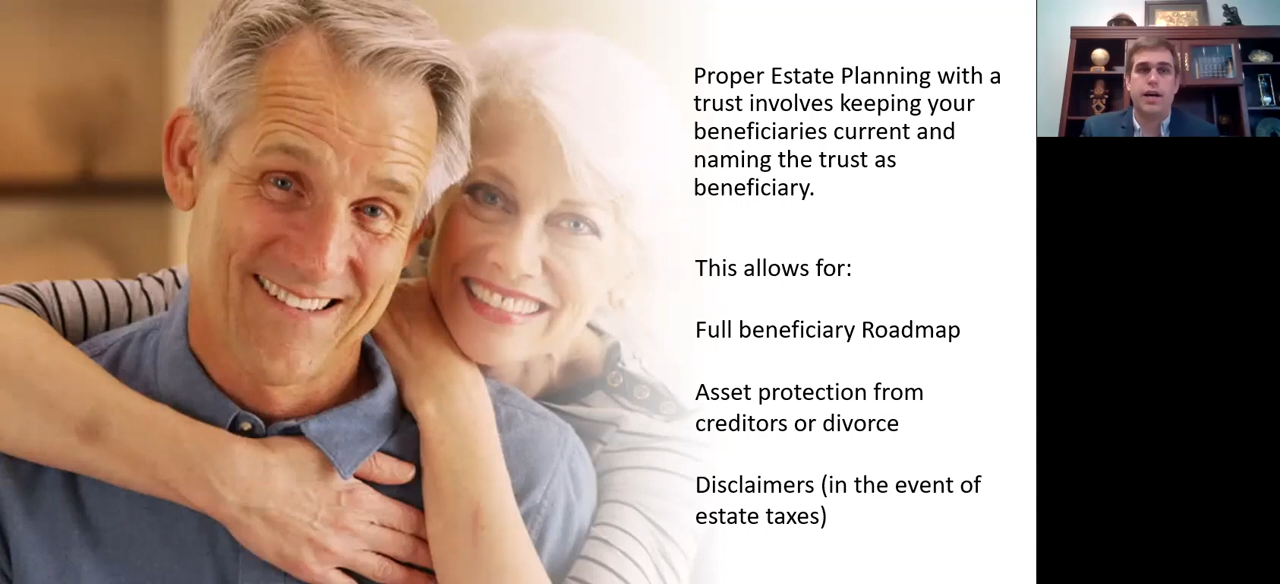 Proper Estate Planning with a
trust involves keeping your
beneficiaries current and
naming the trust as
beneficiary.
This allows for:
Full beneficiary Roadmap
Asset protection from
creditors or divorce
Disclaimers (in the event of
estate taxes)